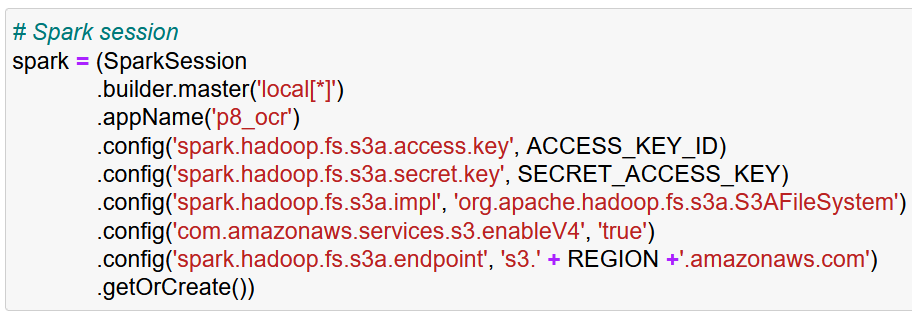 # Spark session
spark = (SparkSession
.builder.master('local[*]')
.appName('p8_ocr')
.config('spark.hadoop.fs.s3a.access.key', ACCESS_KEY_ID)
.config('spark.hadoop.fs.s3a.secret.key', SECRET_ACCESS_KEY)
.config('spark.hadoop.fs.s3a.impl', 'org.apache.hadoop.fs.s3a.S3AFileSystem')
.config('com.amazonaws.services.s3.enableV4', 'true')
.config('spark.hadoop.fs.s3a.endpoint', 's3.' + REGION +'.amazonaws.com')
.getOrCreate())